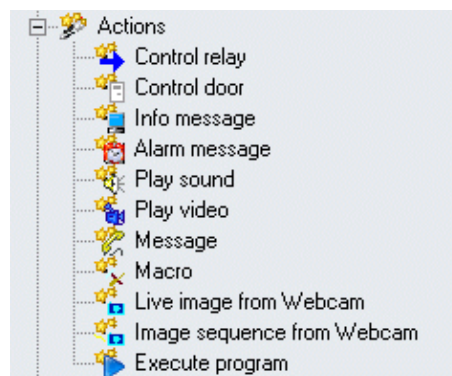 Actions
Control relay
Control door
Info message
Alarm message
Play sound
Play video
Message
Macro
Live image from Webcam
Image sequence from Webcam
Execute program